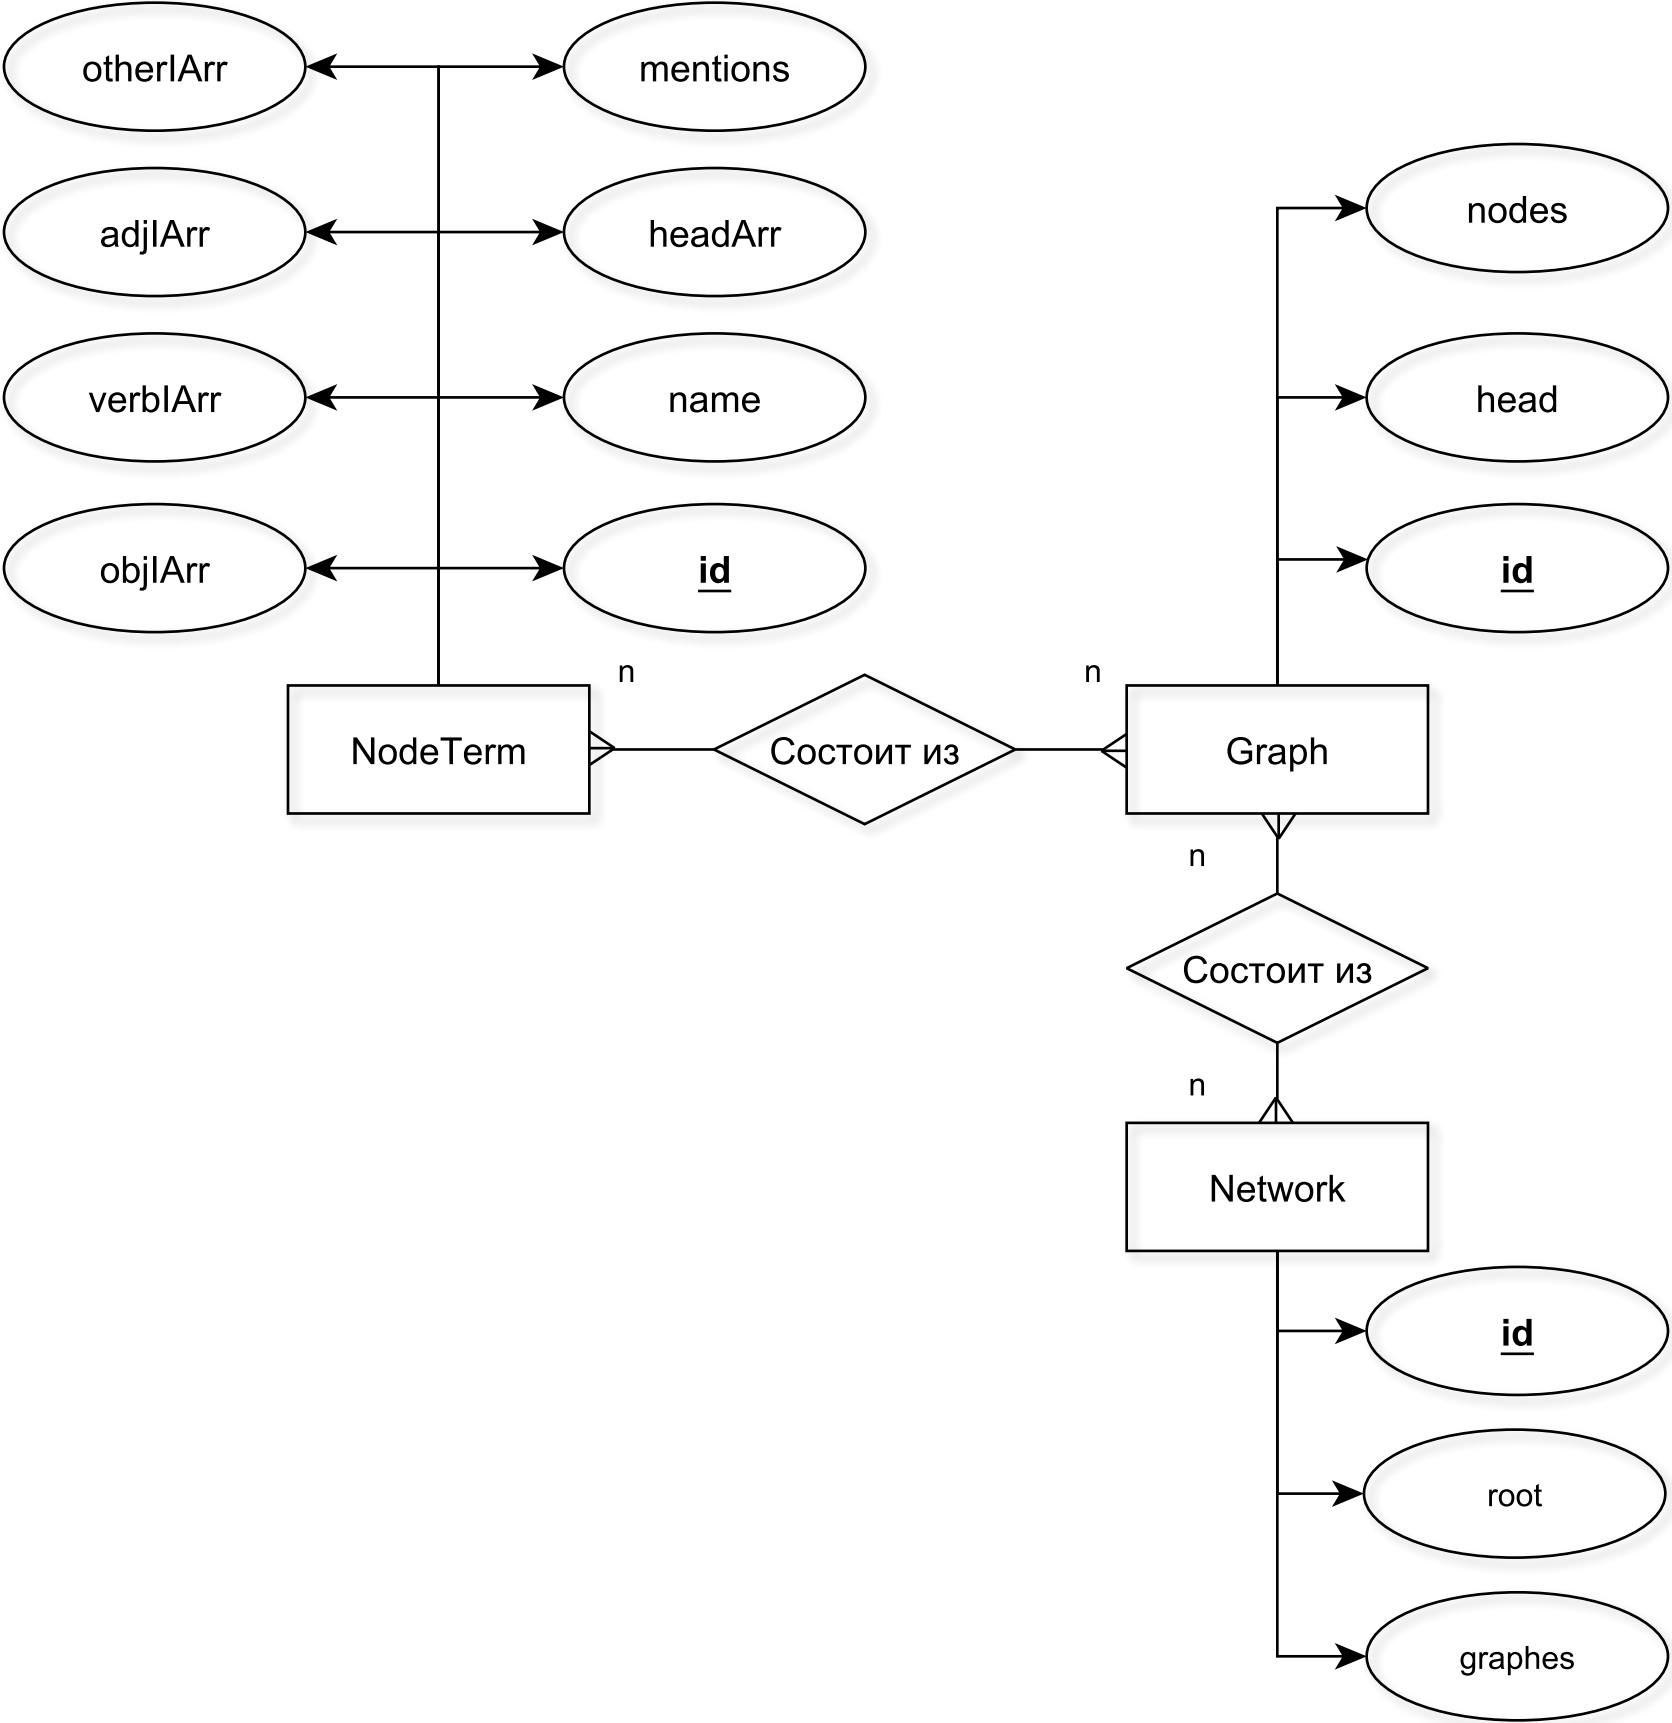 otherIArr
mentions
nodes
adjIArr
headArr
verbIArr
name
head
objIArr
id
id
n
n
NodeTerm
Состоит из
Graph
n
Состоит из
n
Network
id
root
graphes